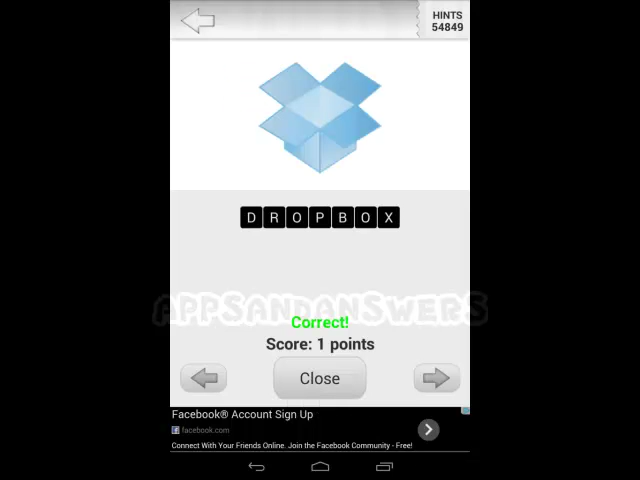 HINTS
54849
DROPBOX
APPSANDANSWERS
Correct!
Score: 1 points
Close
Facebook® Account Sign Up
facebook.com
Connect With Your Friends Online. Join the Facebook Community - Free!